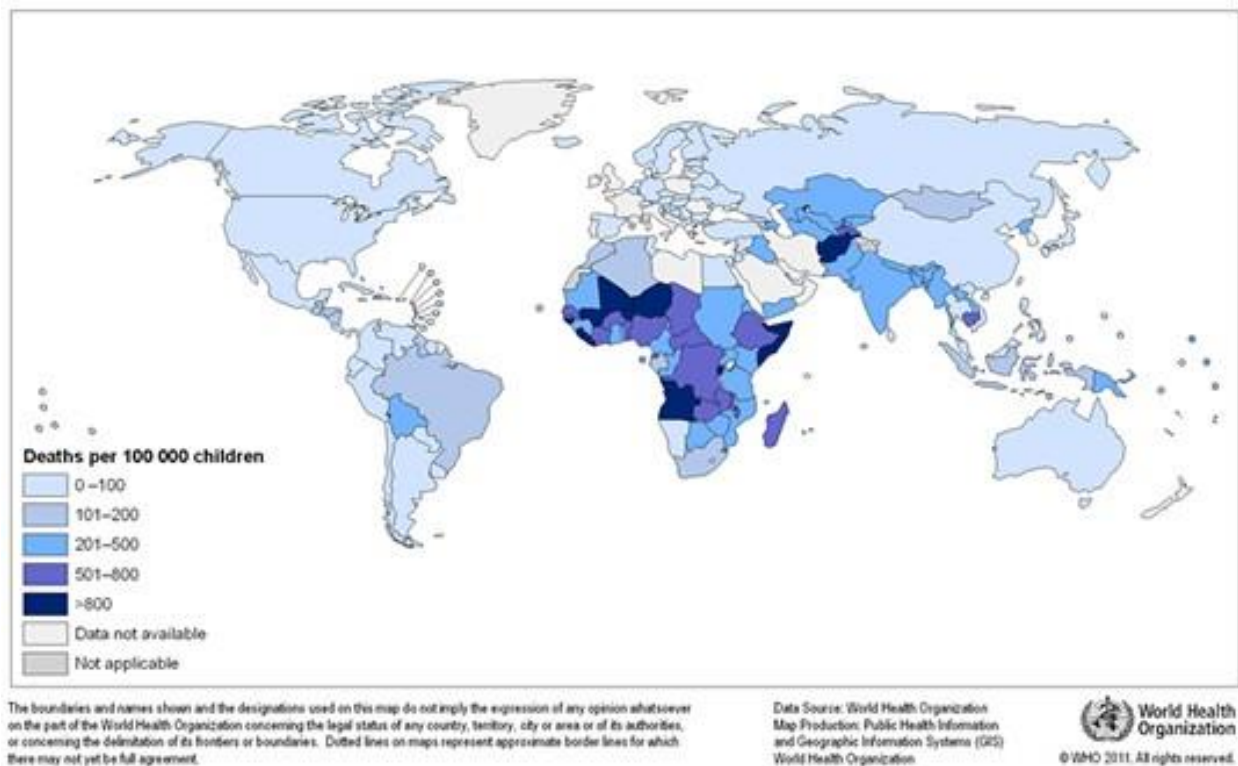 Deaths per 100 000 children
0 –100
101–200
201–500
501–800
>800
Data not available
Not applicable
The boundaries and names shown and the designations used on this map do not imply the expression of any opinion whatsoever
on the part of the World Health Organization concerning the legal status of any country, territory, city or area or of its authorities,
or concerning the delimitation of its frontiers or boundaries. Dotted lines on maps represent approximate border lines for which
there may not yet be full agreement.
Data Source: World Health Organization
Map Production: Public Health Information
and Geographic Information Systems (GIS)
World Health Organization
World Health
Organization
© WHO 2011. All rights reserved.